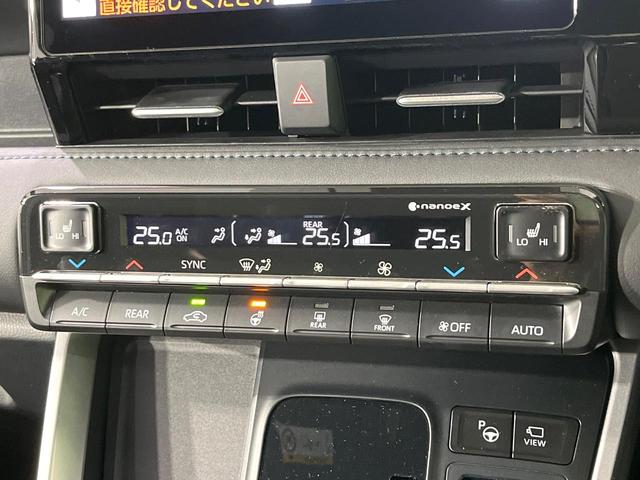 直接確認してください
nanoeX
LO HI
25.0 A/C ON
REAR 25.5
25.5
LO HI
SYNC
A/C
REAR
REAR
FRONT
OFF
AUTO
P
VIEW